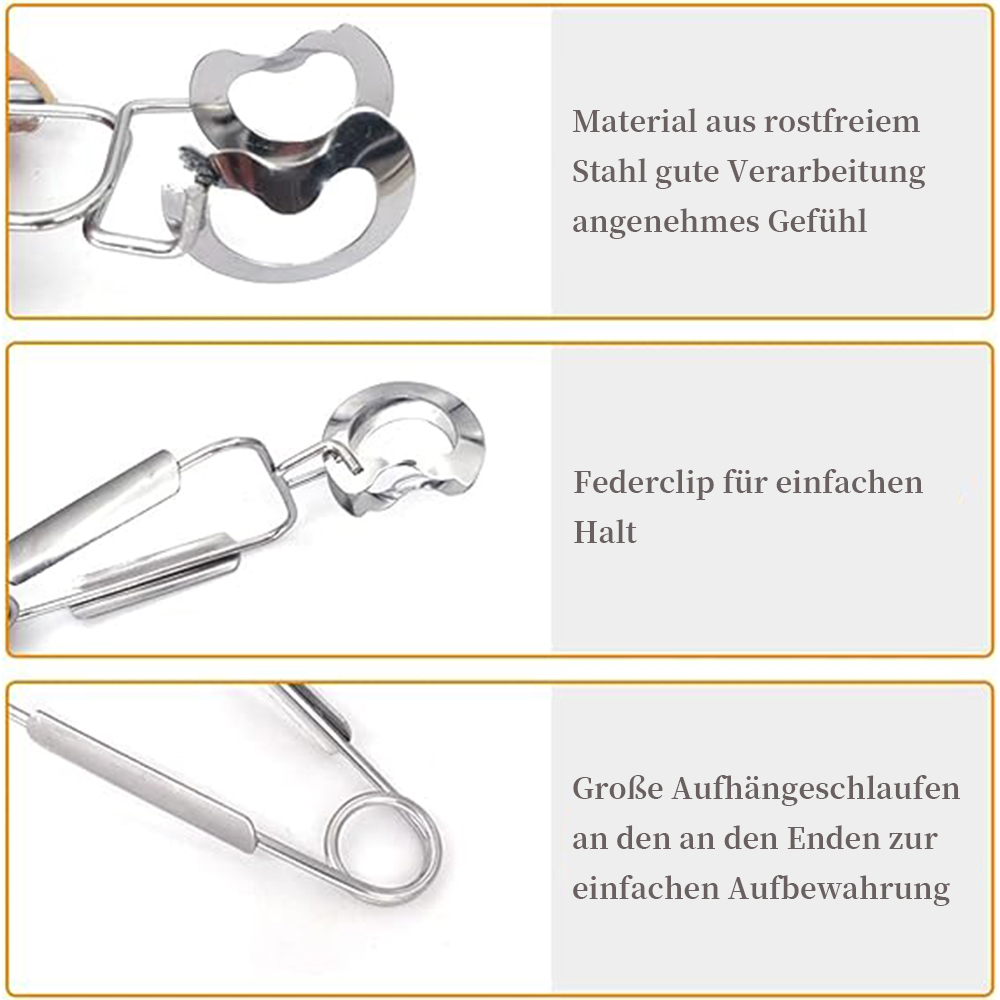 Material aus rostfreiem
Stahl gute Verarbeitung
angenehmes Gefühl
Federclip für einfachen
Halt
Große Aufhängeschlaufen
an den an den Enden zur
einfachen Aufbewahrung